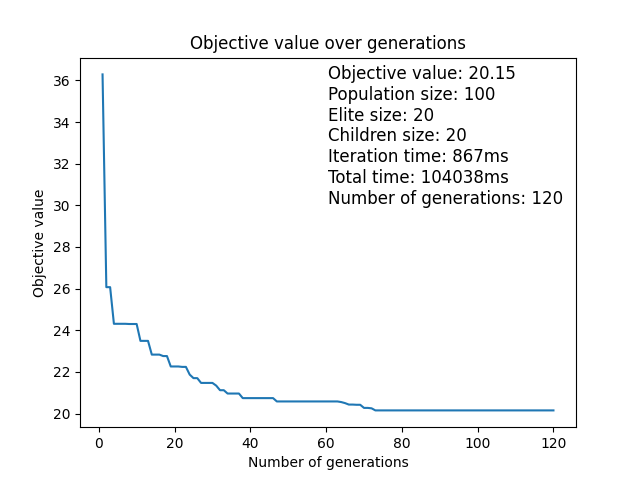 Objective value over generations
Objective value: 20.15
Population size: 100
Elite size: 20
Children size: 20
Iteration time: 867ms
Total time: 104038ms
Number of generations: 120
Objective value
36
34
32
30
28
26
24
22
20
0 20 40 60 80 100 120
Number of generations